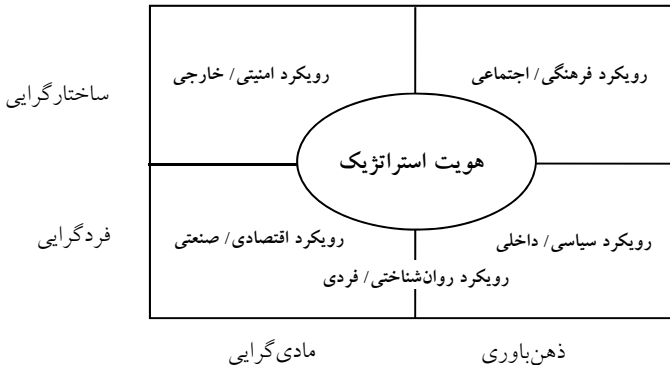 رویکرد فرهنگی/ اجتماعی
رویکرد امنیتی/ خارجی
ساختارگرایی
هویت استراتژیک
رویکرد سیاسی/ داخلی
رویکرد اقتصادی/ صنعتی
فردگرایی
رویکرد روان‌شناختی/ فردی
ذهن‌باوری
مادی‌گرایی